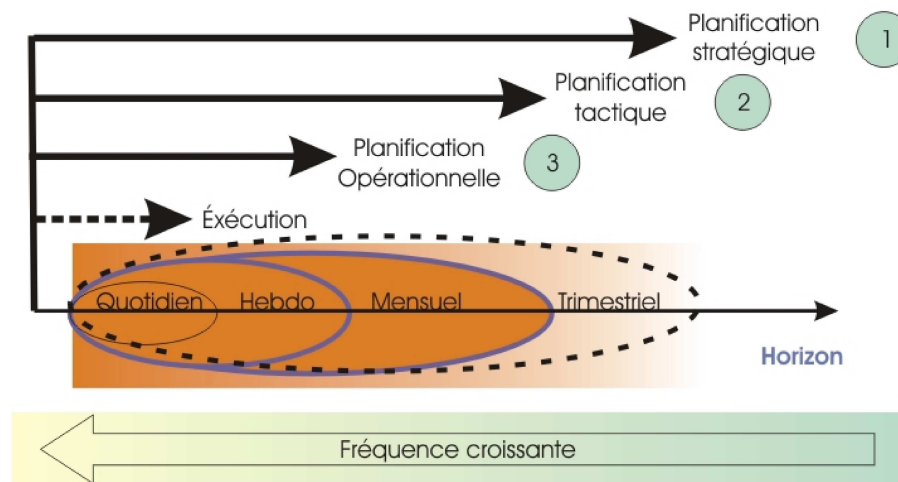 Planification
stratégique
1
Planification
tactique
2
Planification
Opérationnelle
3
Éxécution
Quotidien
Hebdo
Mensuel
Trimestriel
Horizon
Fréquence croissante